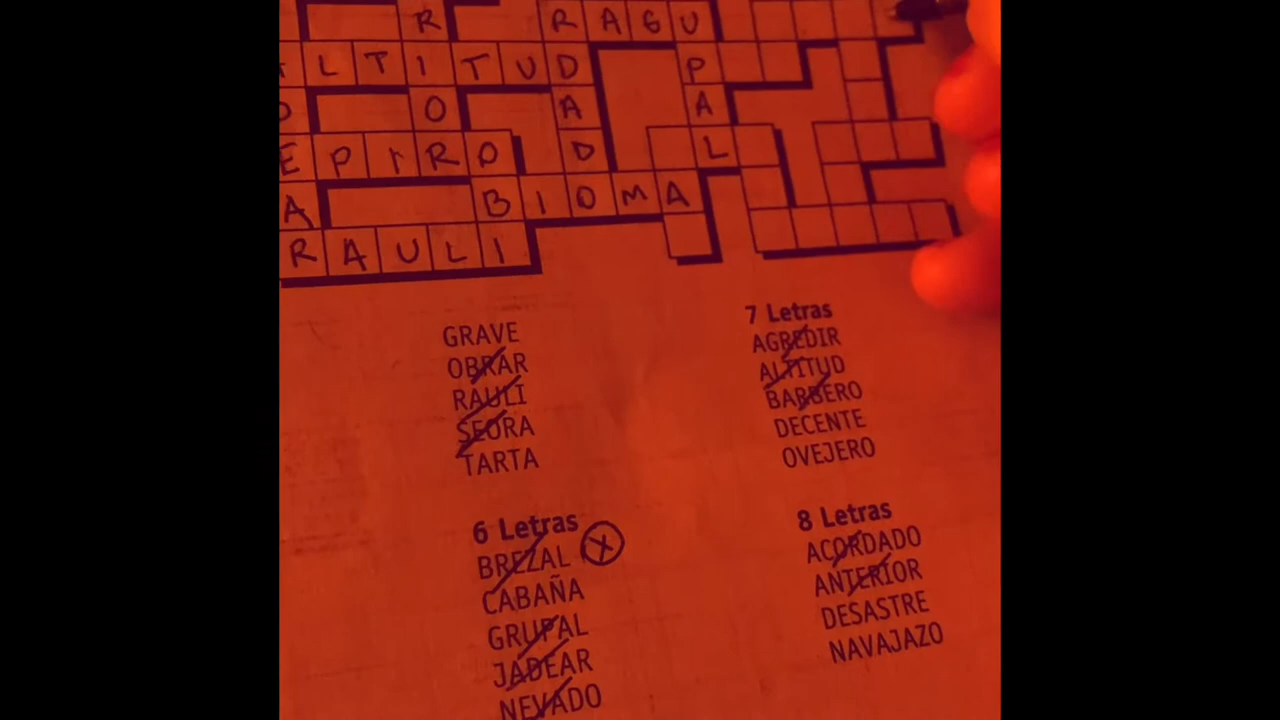 R RAGU
LTITUD P
O A A
EPIRO D L
A BIOMA
RAULI
GRAVE
OBRAR
RAULÍ
SEORA
TARTA
6 Letras
BREZAL X
CABAÑA
GRUPAL
JADEAR
NEVADO
7 Letras
AGREDIR
ALTITUD
BARBERO
DECENTE
OVEJERO
8 Letras
ACORDADO
ANTERIOR
DESASTRE
NAVAJAZO